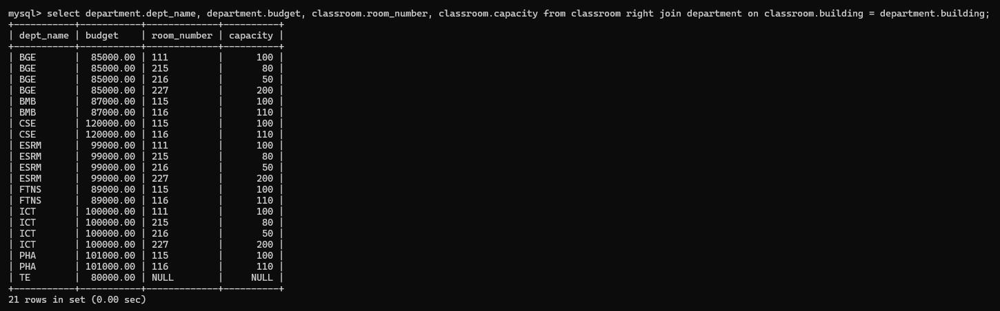 mysql> select department.dept_name, department.budget, classroom.room_number, classroom.capacity from classroom right join department on classroom.building = department.building;
+-----------+-----------+-------------+----------+
| dept_name | budget    | room_number | capacity |
+-----------+-----------+-------------+----------+
| BGE       |  85000.00 | 111         |      100 |
| BGE       |  85000.00 | 215         |       80 |
| BGE       |  85000.00 | 216         |       50 |
| BGE       |  85000.00 | 227         |      200 |
| BMB       |  87000.00 | 115         |      100 |
| BMB       |  87000.00 | 116         |      110 |
| CSE       | 120000.00 | 115         |      100 |
| CSE       | 120000.00 | 116         |      110 |
| ESRM      |  99000.00 | 111         |      100 |
| ESRM      |  99000.00 | 215         |       80 |
| ESRM      |  99000.00 | 216         |       50 |
| ESRM      |  99000.00 | 227         |      200 |
| FTNS      |  89000.00 | 115         |      100 |
| FTNS      |  89000.00 | 116         |      110 |
| ICT       | 100000.00 | 111         |      100 |
| ICT       | 100000.00 | 215         |       80 |
| ICT       | 100000.00 | 216         |       50 |
| ICT       | 100000.00 | 227         |      200 |
| PHA       | 101000.00 | 115         |      100 |
| PHA       | 101000.00 | 116         |      110 |
| TE        |  80000.00 | NULL        |     NULL |
+-----------+-----------+-------------+----------+
21 rows in set (0.00 sec)